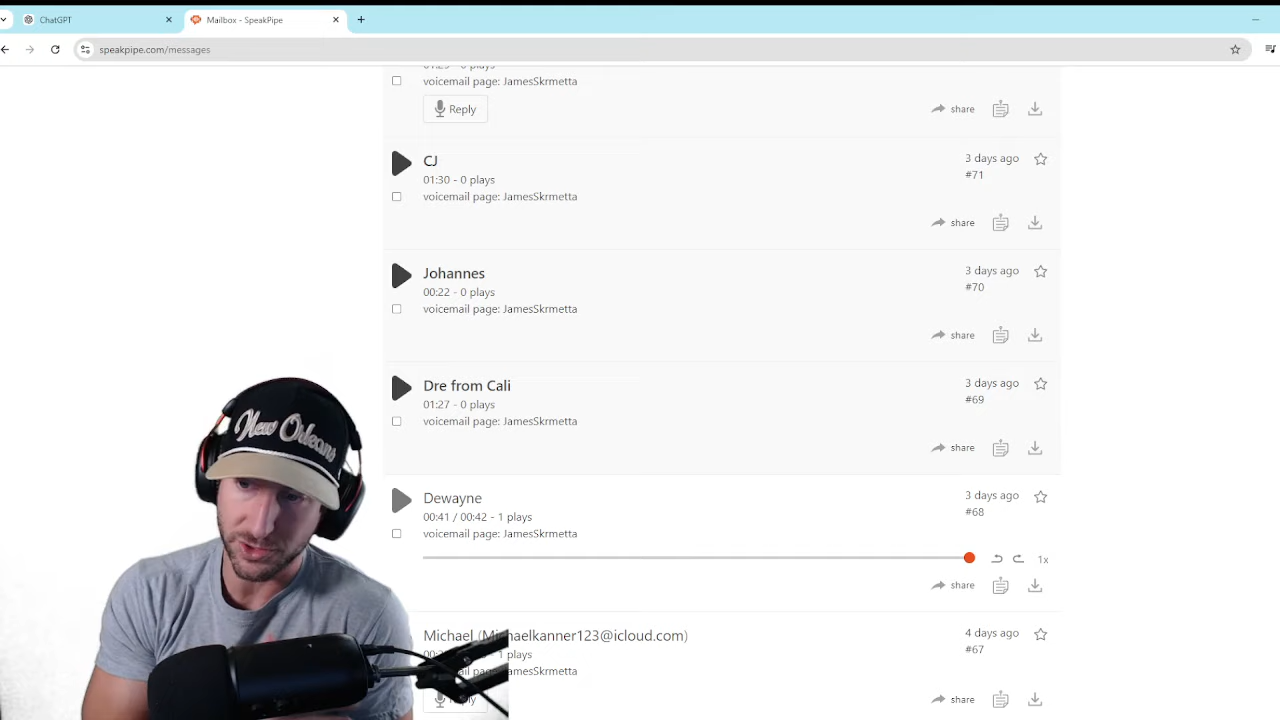 ChatGPT
Mailbox - SpeakPipe
speakpipe.com/messages
voicemail page: JamesSkrmetta
Reply
share
CJ
3 days ago
01:30 - 0 plays
#71
voicemail page: JamesSkrmetta
share
Johannes
3 days ago
00:22 - 0 plays
#70
voicemail page: JamesSkrmetta
share
Dre from Cali
3 days ago
01:27 - 0 plays
#69
voicemail page: JamesSkrmetta
share
New Orleans
Dewayne
3 days ago
00:41 / 00:42 - 1 plays
#68
voicemail page: JamesSkrmetta
1x
share
Michael (Michaelkanner123@icloud.com)
4 days ago
plays
#67
JamesSkrmetta
Reply
share